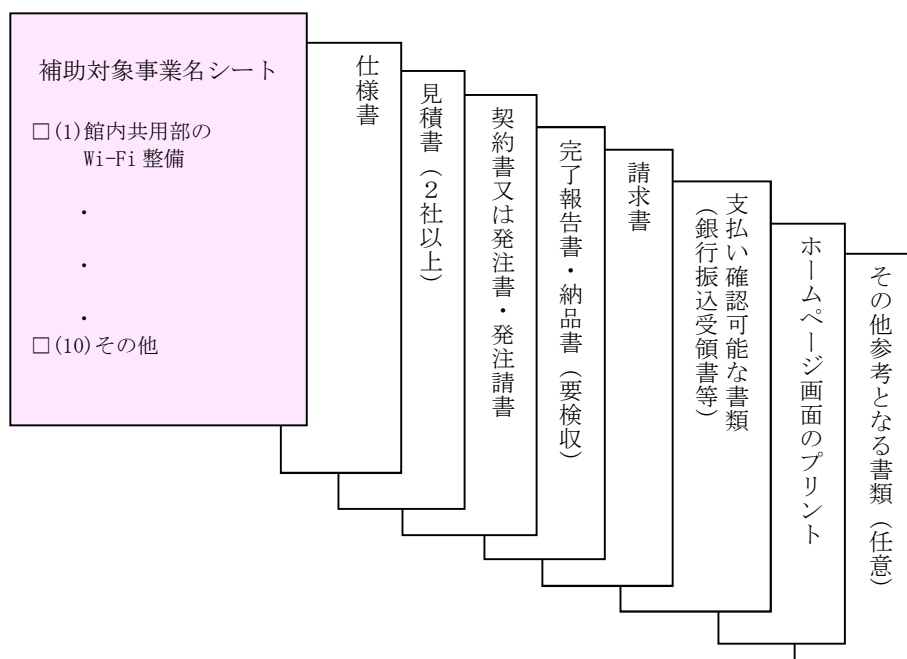 補助対象事業名シート
□(1)館内共用部の
Wi-Fi 整備
・
・
・
□(10)その他
仕様書
見積書（２社以上）
契約書又は発注書・発注請書
完了報告書・納品書（要検収）
請求書
支払い確認可能な書類
（銀行振込受領書等）
ホームページ画面のプリント
その他参考となる書類（任意）